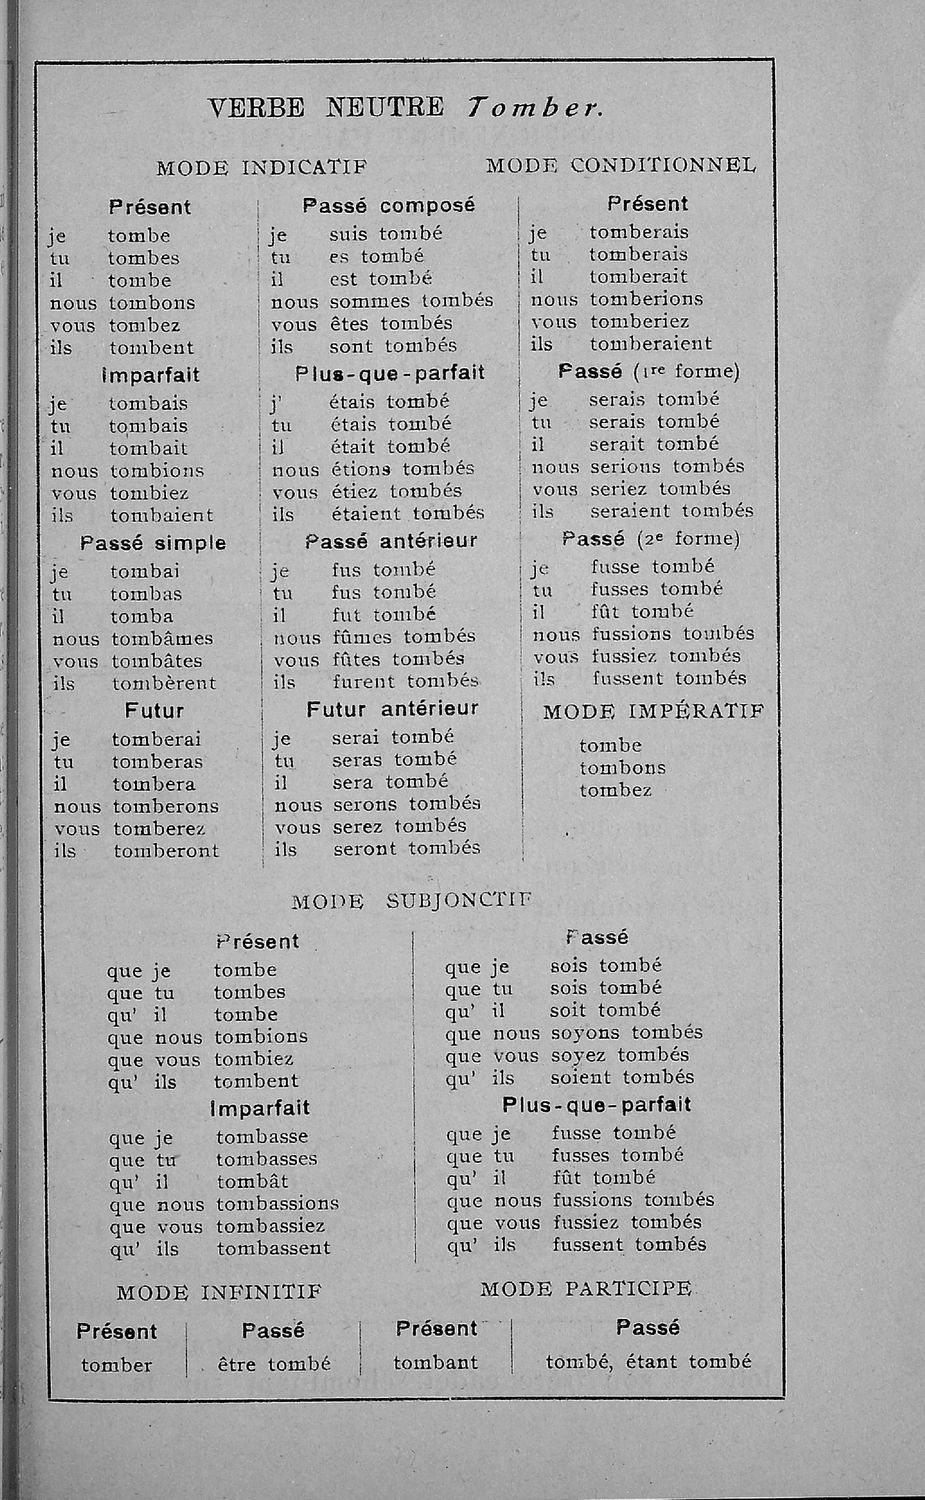 VERBE NEUTRE Tomber.
MODE INDICATIF
Présent
je tombe
tu tombes
il tombe
nous tombons
vous tombez
ils tombent
Imparfait
je tombais
tu tombais
il tombait
nous tombions
vous tombiez
ils tombaient
Passé simple
je tombai
tu tombas
il tomba
nous tombâmes
vous tombâtes
ils tombèrent
Futur
je tomberai
tu tomberas
il tombera
nous tomberons
vous tomberez
ils tomberont
Passé composé
je suis tombé
tu es tombé
il est tombé
nous sommes tombés
vous êtes tombés
ils sont tombés
Plus-que-parfait
j' étais tombé
tu étais tombé
il était tombé
nous étions tombés
vous étiez tombés
ils étaient tombés
Passé antérieur
je fus tombé
tu fus tombé
il fut tombé
nous fûmes tombés
vous fûtes tombés
ils furent tombés
Futur antérieur
je serai tombé
tu seras tombé
il sera tombé
nous serons tombés
vous serez tombés
ils seront tombés
MODE CONDITIONNEL
Présent
je tomberais
tu tomberais
il tomberait
nous tomberions
vous tomberiez
ils tomberaient
Passé (1re forme)
je serais tombé
tu serais tombé
il serait tombé
nous serions tombés
vous seriez tombés
ils seraient tombés
Passé (2e forme)
je fusse tombé
tu fusses tombé
il fût tombé
nous fussions tombés
vous fussiez tombés
ils fussent tombés
MODE IMPÉRATIF
tombe
tombons
tombez
MODE SUBJONCTIF
Présent
que je tombe
que tu tombes
qu' il tombe
que nous tombions
que vous tombiez
qu' ils tombent
Imparfait
que je tombasse
que tu tombasses
qu' il tombât
que nous tombassions
que vous tombassiez
qu' ils tombassent
Passé
que je sois tombé
que tu sois tombé
qu' il soit tombé
que nous soyons tombés
que vous soyez tombés
qu' ils soient tombés
Plus-que-parfait
que je fusse tombé
que tu fusses tombé
qu' il fût tombé
que nous fussions tombés
que vous fussiez tombés
qu' ils fussent tombés
MODE INFINITIF
Présent
tomber
Passé
être tombé
MODE PARTICIPE
Présent
tombant
Passé
tombé, étant tombé